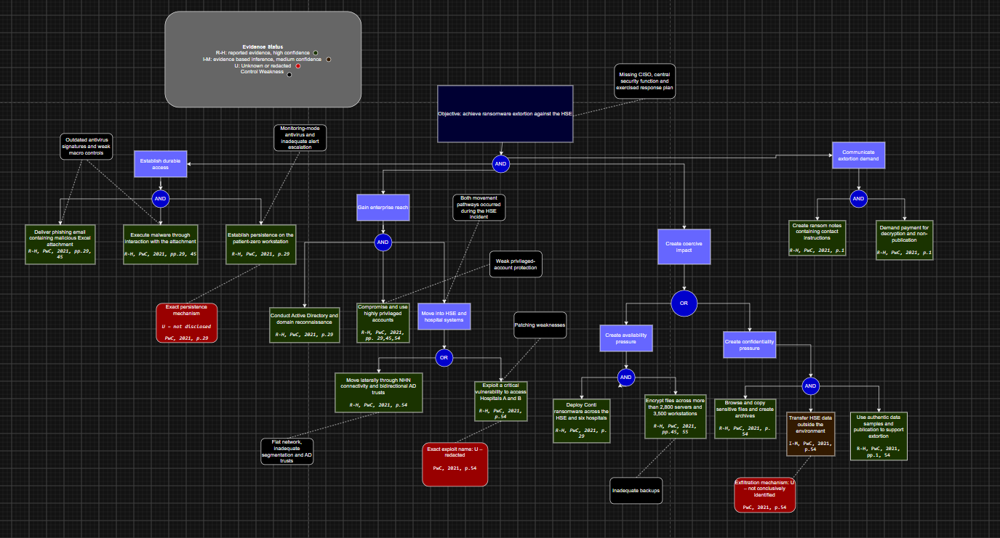 Evidence Status
R-H: reported evidence, high confidence
I-M: evidence based inference, medium confidence
U: Unknown or redacted
Control Weakness
Missing CISO, central
security function and
exercised response plan
Objective: achieve ransomware extortion against the HSE
Monitoring-mode
antivirus and
inadequate alert
escalation
Outdated antivirus
signatures and weak
macro controls
Establish durable
access
AND
Communicate
extortion demand
AND
AND
Deliver phishing email
containing malicious Excel
attachment
R-H, PwC, 2021, pp.29,
45
Execute malware through
interaction with the attachment
R-H, PwC, 2021, pp.29, 45
Establish persistence on the
patient-zero workstation
R-H, PwC, 2021, p.29
Gain enterprise reach
AND
Both movement
pathways occurred
during the HSE
incident
Create coercive
impact
Create ransom notes
containing contact
instructions
R-H, PwC, 2021, p.1
Demand payment for
decryption and non-
publication
R-H, PwC, 2021, p.1
Weak privileged-
account protection
Exact persistence
mechanism
U – not disclosed
PwC, 2021, p.29
Conduct Active Directory and
domain reconnaissance
R-H, PwC, 2021, p.29
Compromise and use
highly privileged
accounts
R-H, PwC, 2021,
pp. 29,45,54
Move into HSE and
hospital systems
OR
Patching weaknesses
OR
Create availability
pressure
AND
Create confidentiality
pressure
AND
Move laterally through NHN
connectivity and bidirectional AD
trusts
R-H, PwC, 2021, p.54
Exploit a critical
vulnerability to access
Hospitals A and B
R-H, PwC, 2021,
p.54
Deploy Conti
ransomware across the
HSE and six hospitals
R-H, PwC, 2021, p.
29
Encrypt files across more
than 2,800 servers and
3,500 workstations
R-H, PwC, 2021,
pp.45, 55
Browse and copy
sensitive files and create
archives
R-H, PwC, 2021, p.
54
Transfer HSE data
outside the
environment
I-M, PwC, 2021,
p.54
Use authentic data
samples and
publication to support
extortion
R-H, PwC, 2021,
pp.1, 54
Flat network,
inadequate
segmentation and AD
trusts
Exact exploit name: U –
redacted
PwC, 2021, p.54
Inadequate backups
Exfiltration mechanism: U
– not conclusively
identified
PwC, 2021, p.54